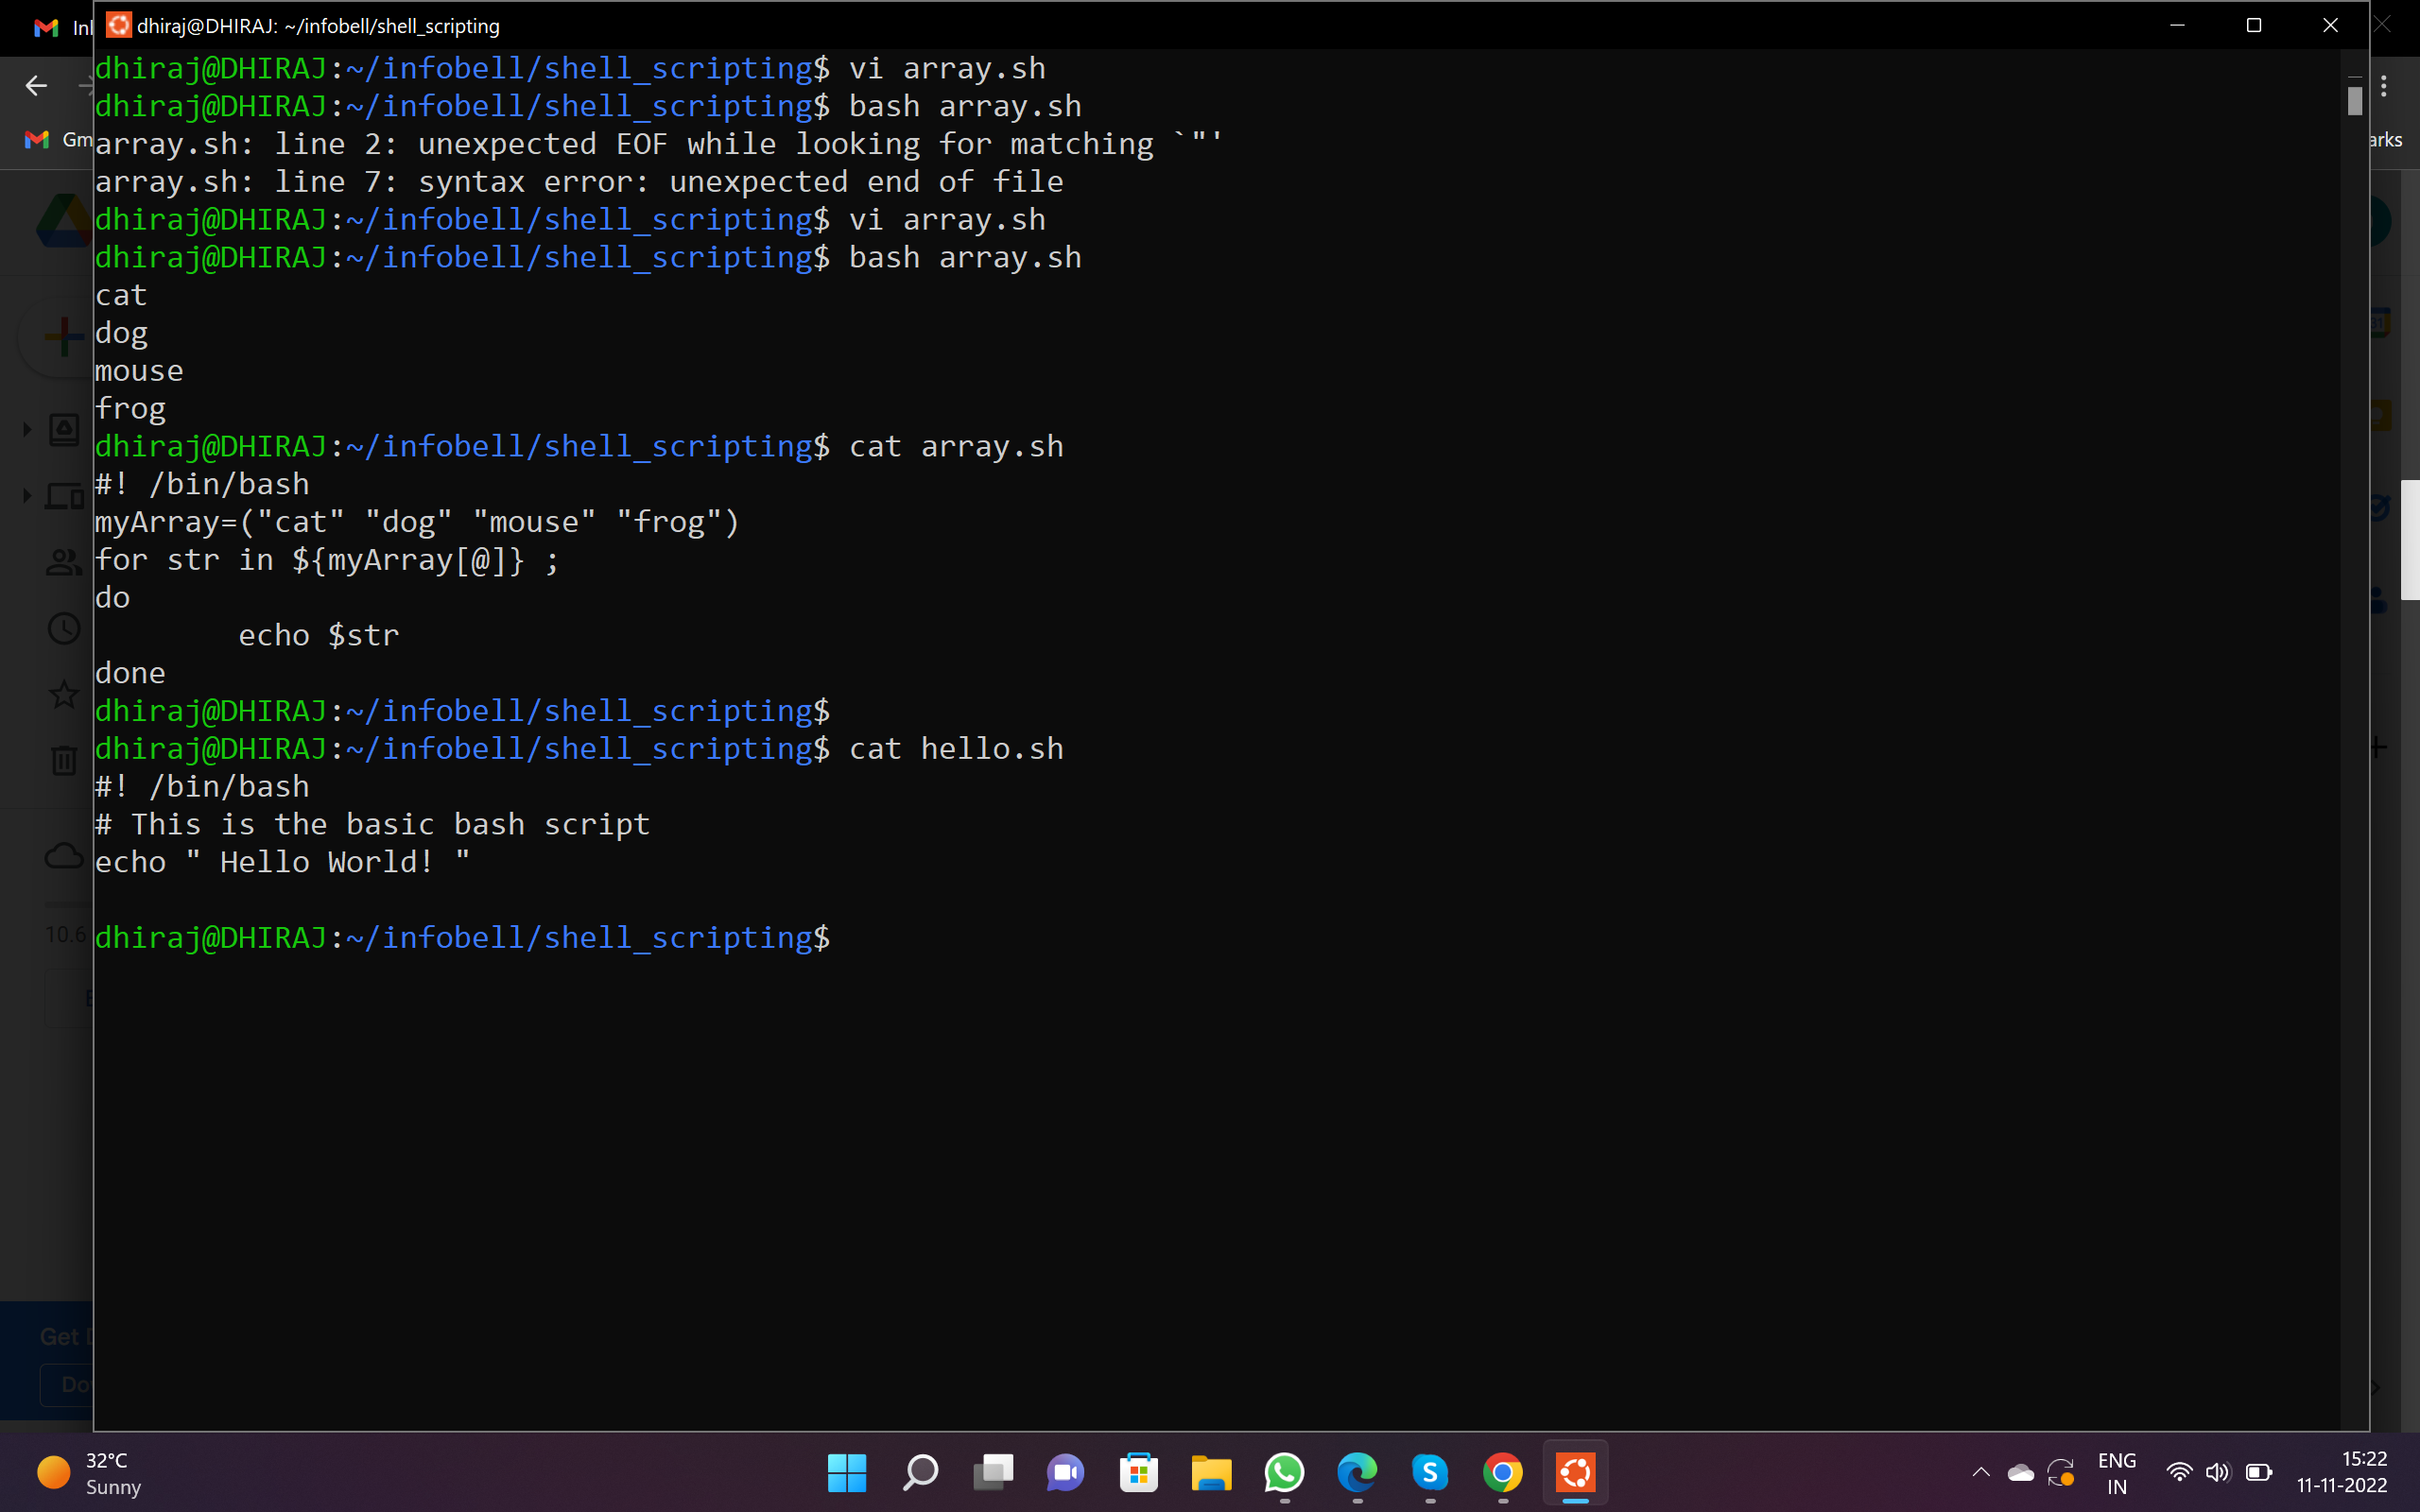 dhiraj@DHIRAJ: ~/infobell/shell_scripting
dhiraj@DHIRAJ:~/infobell/shell_scripting$ vi array.sh
dhiraj@DHIRAJ:~/infobell/shell_scripting$ bash array.sh
array.sh: line 2: unexpected EOF while looking for matching `"'
array.sh: line 7: syntax error: unexpected end of file
dhiraj@DHIRAJ:~/infobell/shell_scripting$ vi array.sh
dhiraj@DHIRAJ:~/infobell/shell_scripting$ bash array.sh
cat
dog
mouse
frog
dhiraj@DHIRAJ:~/infobell/shell_scripting$ cat array.sh
#! /bin/bash
myArray=("cat" "dog" "mouse" "frog")
for str in ${myArray[@]} ;
do
        echo $str
done
dhiraj@DHIRAJ:~/infobell/shell_scripting$
dhiraj@DHIRAJ:~/infobell/shell_scripting$ cat hello.sh
#! /bin/bash
# This is the basic bash script
echo " Hello World! "
dhiraj@DHIRAJ:~/infobell/shell_scripting$
Gm
arks
10.6
Get
32°C
Sunny
ENG
IN
15:22
11-11-2022